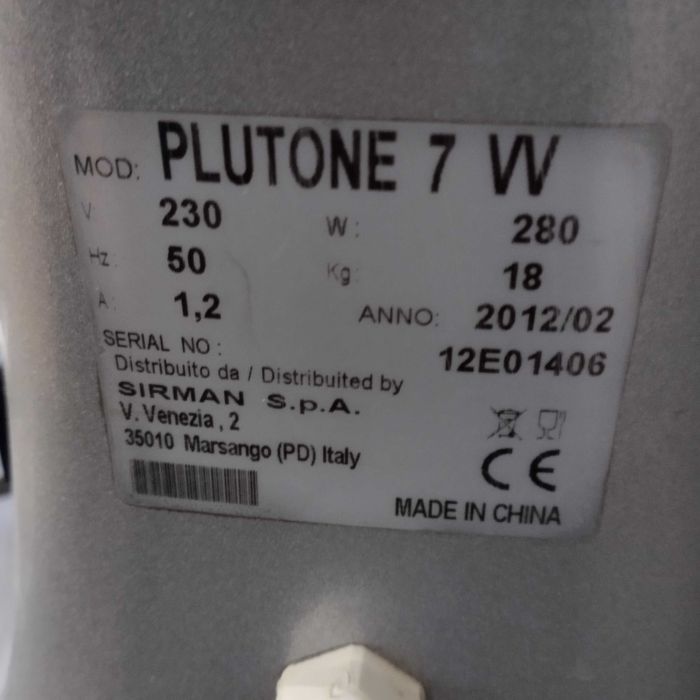 MOD: PLUTONE 7 VV
V: 230 W: 280
Hz: 50 Kg: 18
A: 1,2 ANNO: 2012/02
SERIAL NO: 12E01406
Distribuito da / Distribuited by
SIRMAN S.p.A.
V. Venezia, 2
35010 Marsango (PD) Italy
CE
MADE IN CHINA